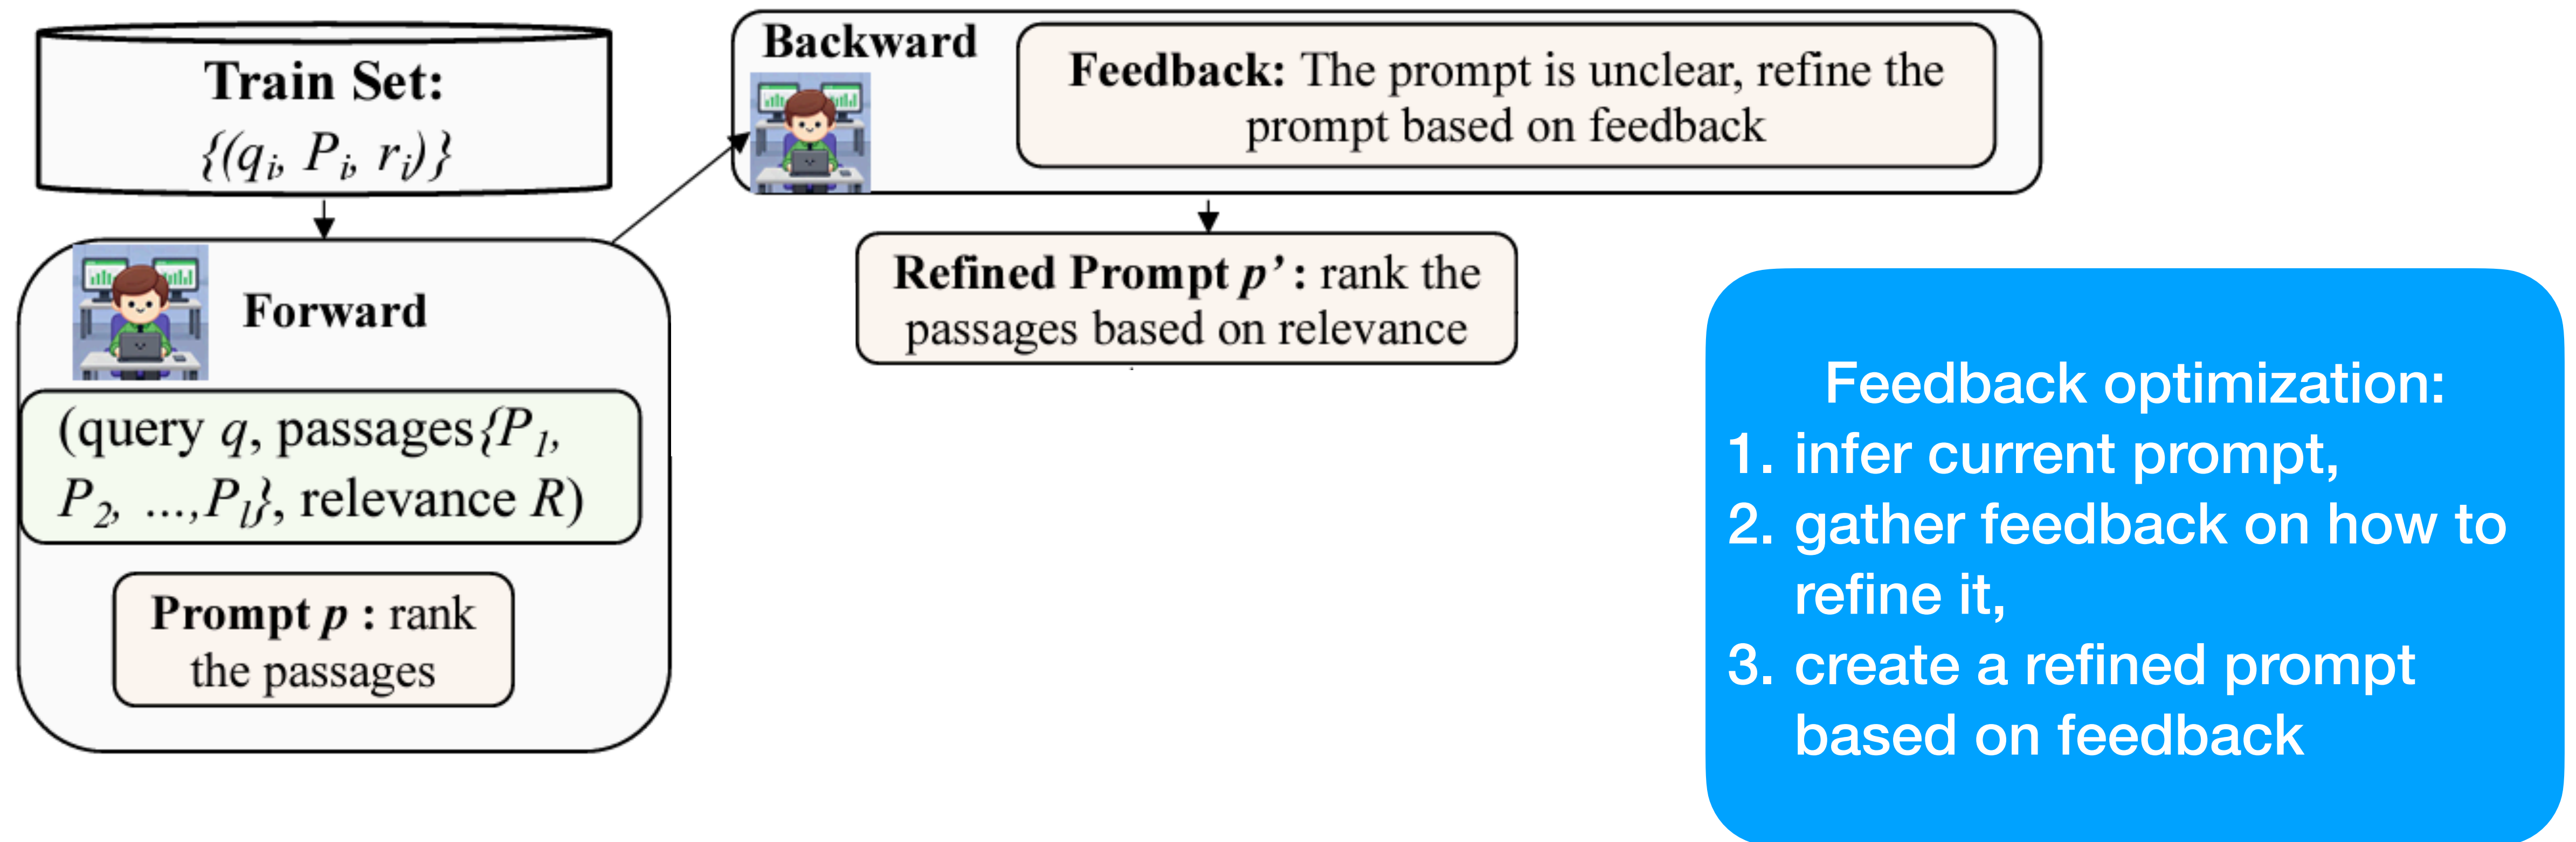 Train Set:
{(qi, Pi, ri)}
Forward
(query q, passages{P1,
P2, ...,Pl}, relevance R)
Prompt p : rank
the passages
Backward
Feedback: The prompt is unclear, refine the
prompt based on feedback
Refined Prompt p’ : rank the
passages based on relevance
Feedback optimization:
1. infer current prompt,
2. gather feedback on how to
refine it,
3. create a refined prompt
based on feedback